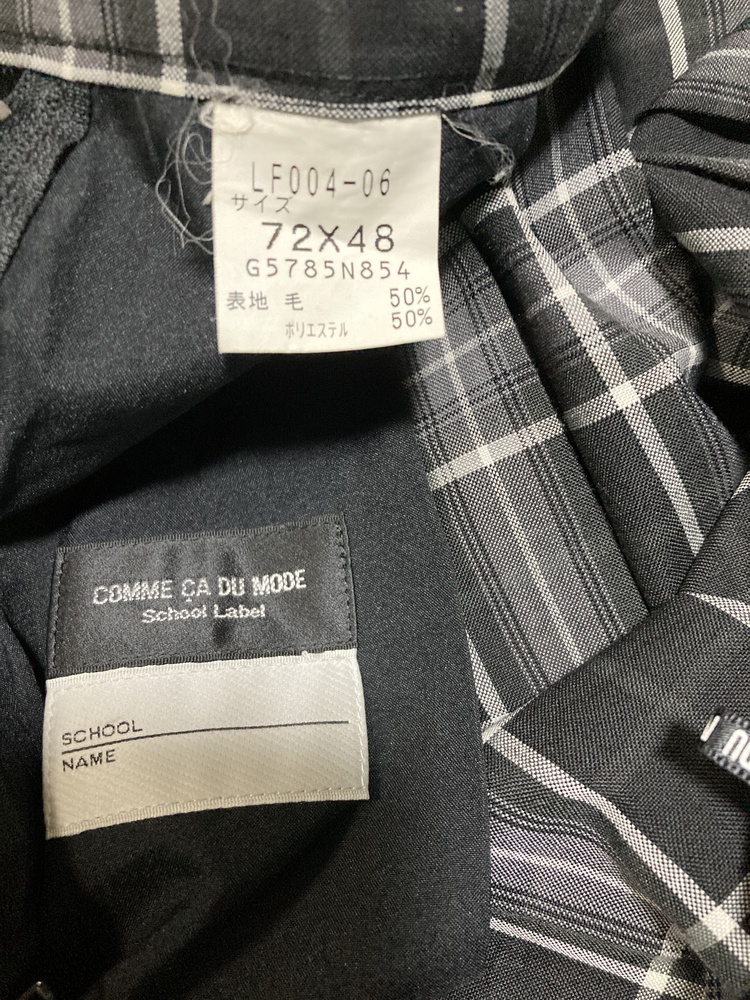 LF004-06
サイズ
72X48
G5785N854
表地 毛 50%
ポリエステル 50%
COMME ÇA DU MODE
School Label
SCHOOL
NAME